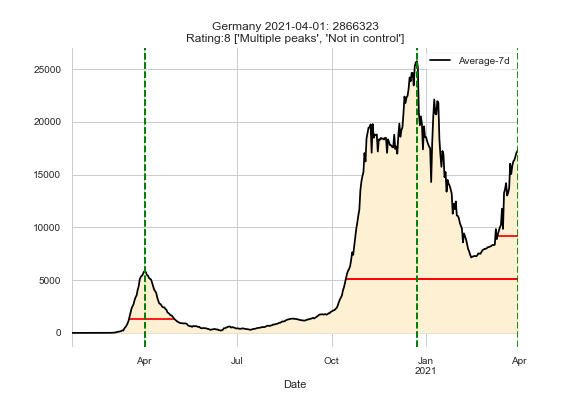 Germany 2021-04-01: 2866323
Rating:8 ['Multiple peaks', 'Not in control']
Average-7d
25000
20000
15000
10000
5000
0
Apr
Jul
Oct
Jan
2021
Apr
Date